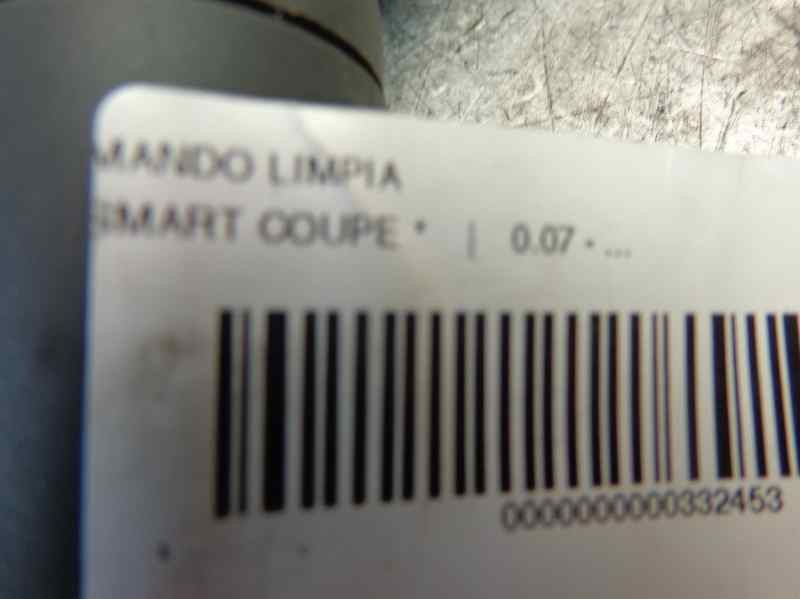 MANDO LIMPIA
SMART COUPE * | 0.07 - ...
0000000000332453